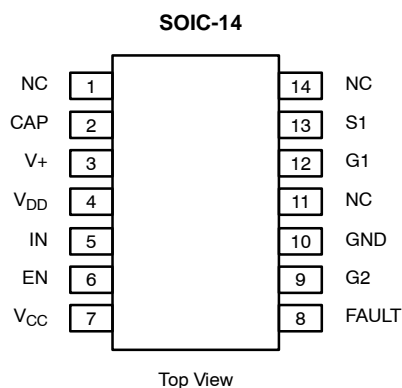 SOIC-14
NC 1 14 NC
CAP 2 13 S1
V+ 3 12 G1
VDD 4 11 NC
IN 5 10 GND
EN 6 9 G2
VCC 7 8 FAULT
Top View